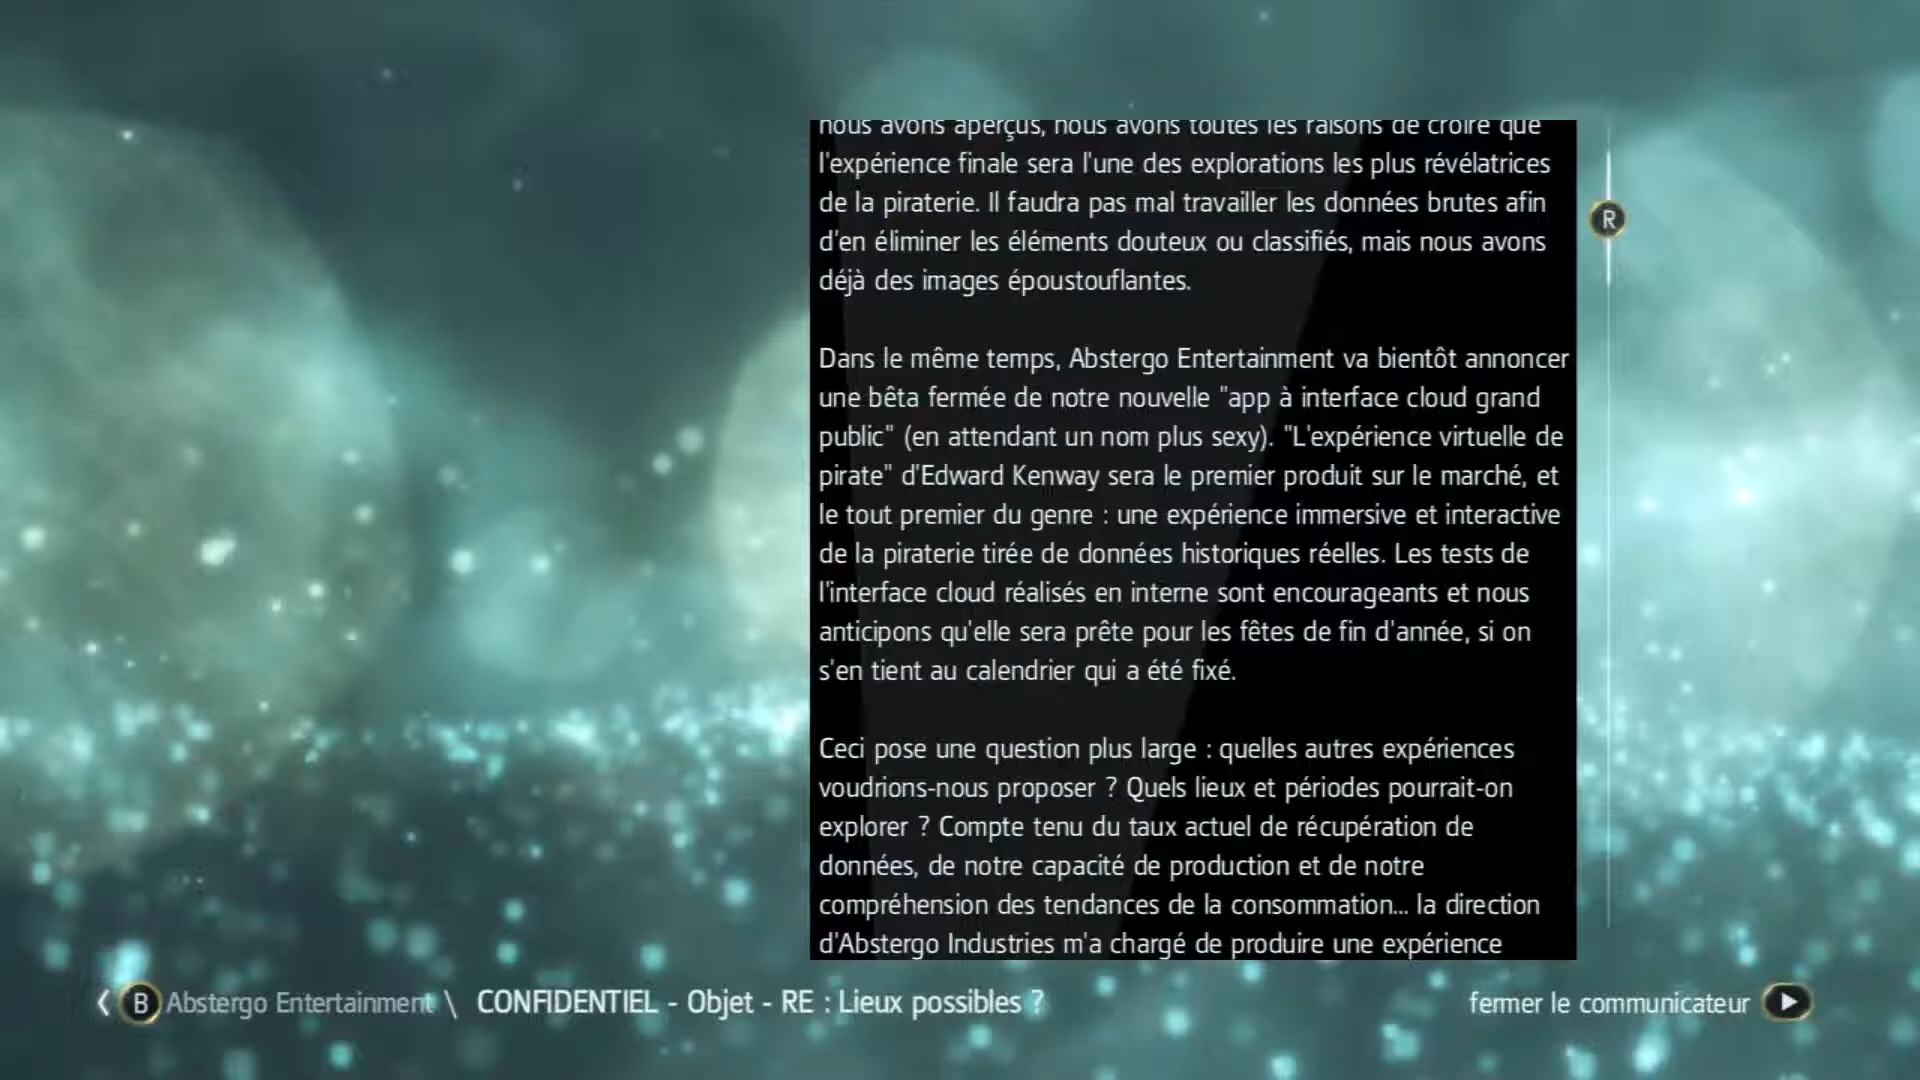 nous avons aperçus, nous avons toutes les raisons de croire que
l'expérience finale sera l'une des explorations les plus révélatrices
de la piraterie. Il faudra pas mal travailler les données brutes afin
d'en éliminer les éléments douteux ou classifiés, mais nous avons
déjà des images époustouflantes.
Dans le même temps, Abstergo Entertainment va bientôt annoncer
une bêta fermée de notre nouvelle "app à interface cloud grand
public" (en attendant un nom plus sexy). "L'expérience virtuelle de
pirate" d'Edward Kenway sera le premier produit sur le marché, et
le tout premier du genre : une expérience immersive et interactive
de la piraterie tirée de données historiques réelles. Les tests de
l'interface cloud réalisés en interne sont encourageants et nous
anticipons qu'elle sera prête pour les fêtes de fin d'année, si on
s'en tient au calendrier qui a été fixé.
Ceci pose une question plus large : quelles autres expériences
voudrions-nous proposer ? Quels lieux et périodes pourrait-on
explorer ? Compte tenu du taux actuel de récupération de
données, de notre capacité de production et de notre
compréhension des tendances de la consommation... la direction
d'Abstergo Industries m'a chargé de produire une expérience
R
B Abstergo Entertainment \ CONFIDENTIEL - Objet - RE : Lieux possibles ?
fermer le communicateur